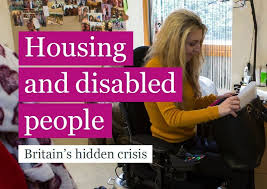 Housing
and disabled
people
Britain's hidden crisis